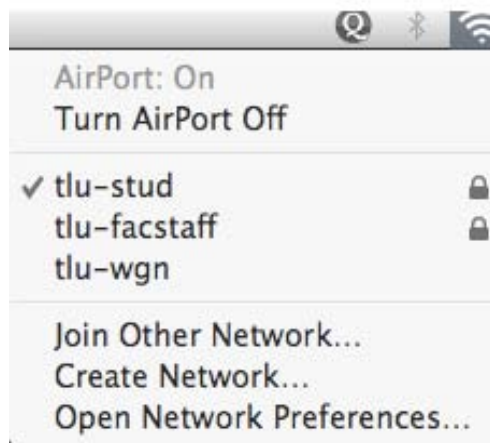 AirPort: On
Turn AirPort Off
✓ tlu-stud
tlu-facstaff
tlu-wgn
Join Other Network...
Create Network...
Open Network Preferences...